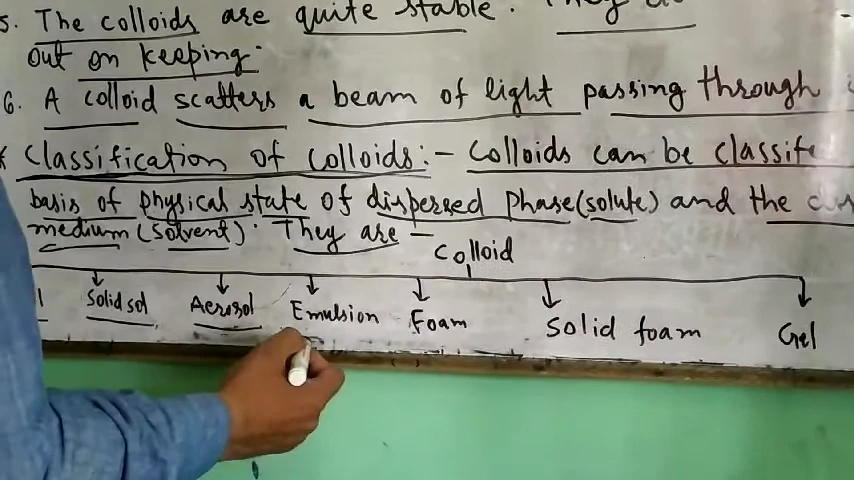 5. The colloids are quite stable. They
out on keeping.
6. A colloid scatters a beam of light passing through
* Classification of colloids:- Colloids can be classife
basis of physical state of dispersed phase(solute) and the
medium (solvent). They are —
Colloid
Solid sol Aerosol Emulsion Foam Solid foam Gel